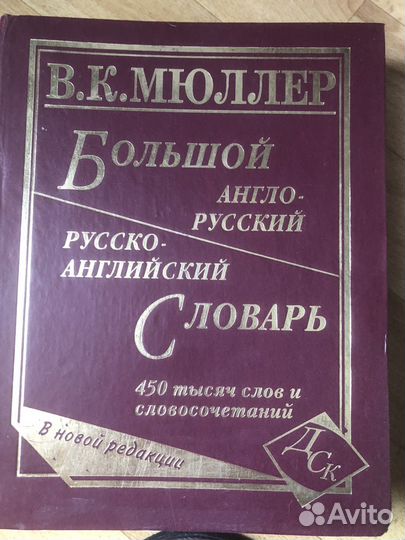 В.К.МЮЛЛЕР
БОЛЬШОЙ
АНГЛО-
РУССКИЙ
РУССКО-
АНГЛИЙСКИЙ
СЛОВАРЬ
450 тысяч слов и
словосочетаний
В новой редакции
ДСК
Avito